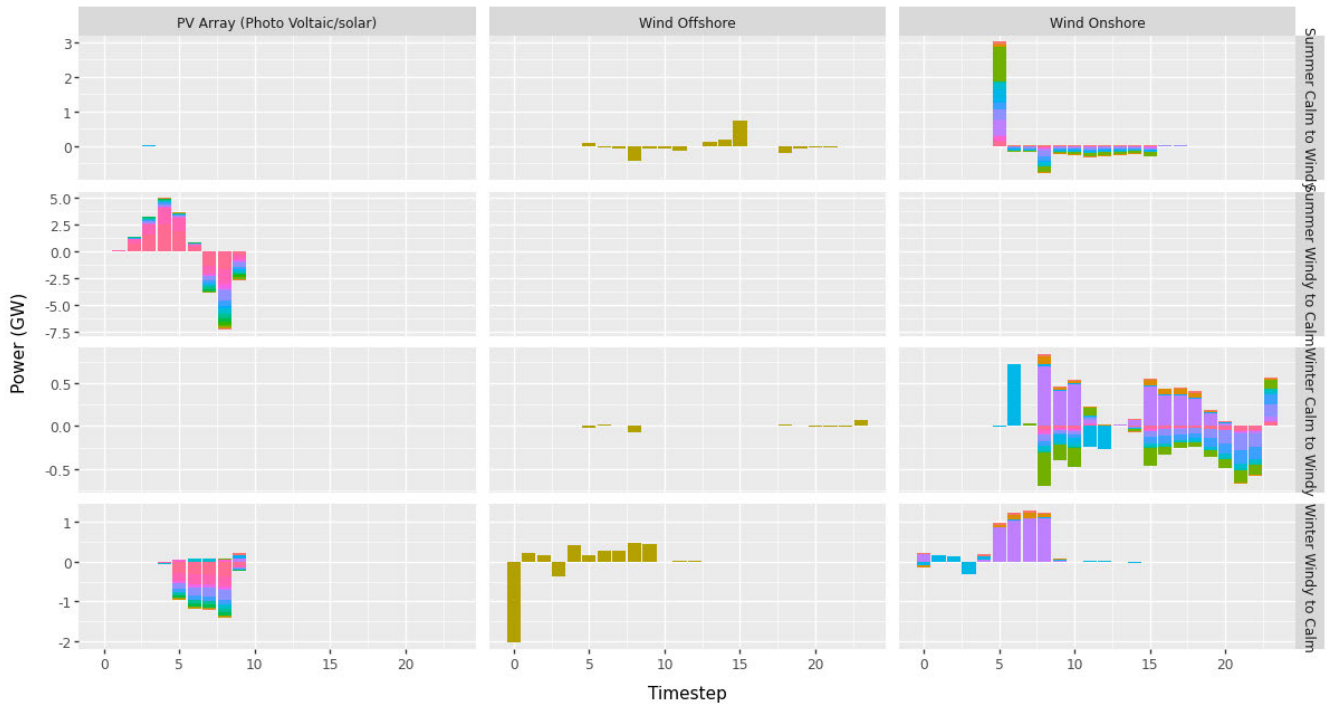 PV Array (Photo Voltaic/solar) Wind Offshore Wind Onshore
Power (GW)
3
2
1
0
Summer Calm to Windy
5.0
2.5
0.0
-2.5
-5.0
-7.5
Summer Windy to Calm
0.5
0.0
-0.5
Winter Calm to Windy
1
0
-1
-2
Winter Windy to Calm
0 5 10 15 20 0 5 10 15 20 0 5 10 15 20
Timestep